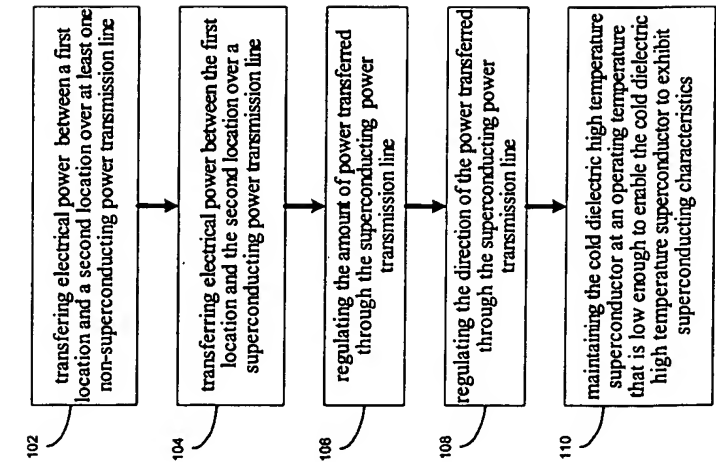 102
transfering electrical power between a first
location and a second location over at least one
non-superconducting power transmission line
104
transferring electrical power between the first
location and the second location over a
superconducting power transmission line
106
regulating the amount of power transferred
through the superconducting power
transmission line
108
regulating the direction of the power transferred
through the superconducting power
transmission line
110
maintaining the cold dielectric high temperature
superconductor at an operating temperature
that is low enough to enable the cold dielectric
high temperature superconductor to exhibit
superconducting characteristics